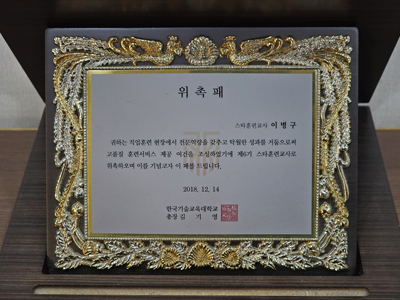 위 촉 패
스타훈련교사 이 병 구
귀하는 직업훈련 현장에서 전문역량을 갖추고 탁월한 성과를 거둠으로써
고품질 훈련서비스 제공 여건을 조성하였기에 제6기 스타훈련교사로
위촉하오며 이를 기념코자 이 패를 드립니다.
2018. 12. 14
한국기술교육대학교
총장 김 기 영